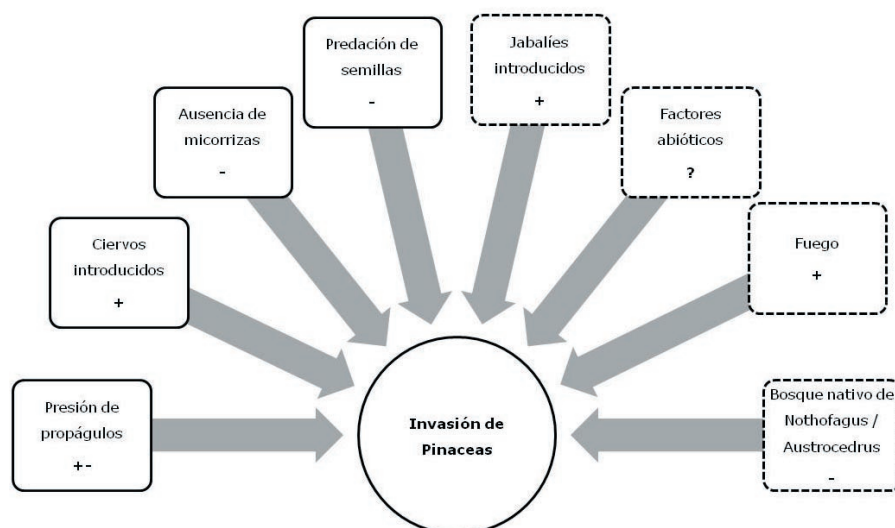 Predación de
semillas
-
Jabalíes
introducidos
+
Ausencia de
micorrizas
-
Factores
abióticos
?
Ciervos
introducidos
+
Fuego
+
Presión de
propágulos
+-
Invasión de
Pinaceas
Bosque nativo de
Nothofagus /
Austrocedrus
-